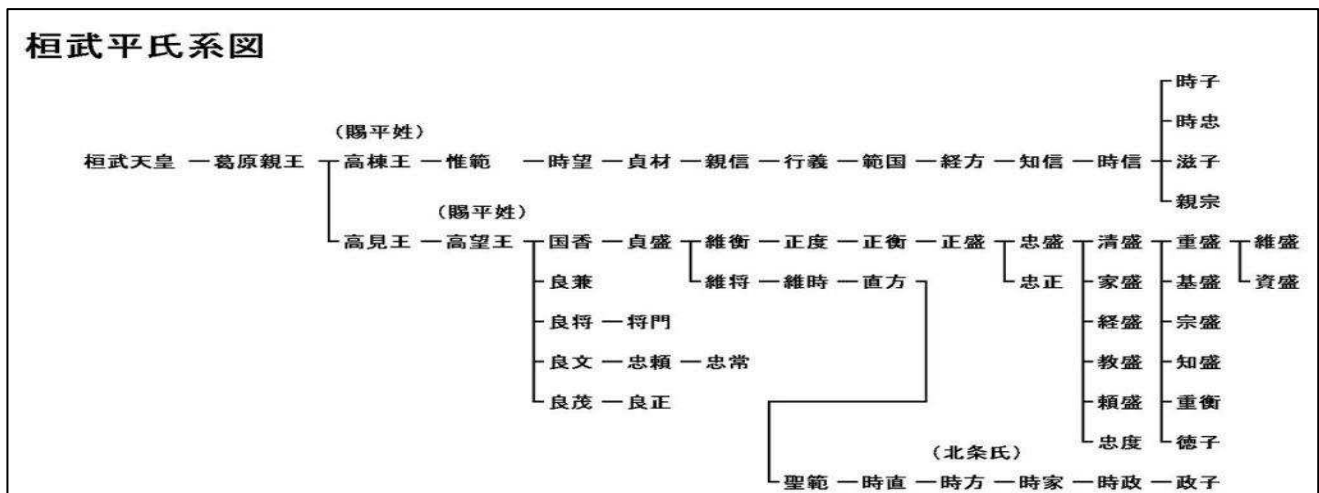 桓武平氏系図
時子
(賜平姓) 時忠
桓武天皇 ― 葛原親王 高棟王 ― 惟範 ― 時望 ― 貞材 ― 親信 ― 行義 ― 範国 ― 経方 ― 知信 ― 時信 滋子
(賜平姓) 親宗
高見王 ― 高望王 国香 ― 貞盛 維衡 ― 正度 ― 正衡 ― 正盛 忠盛 清盛 重盛 維盛
良兼 維将 ― 維時 ― 直方 忠正 家盛 基盛 資盛
良将 ― 将門 経盛 宗盛
良文 ― 忠頼 ― 忠常 教盛 知盛
良茂 ― 良正 頼盛 重衡
(北条氏) 忠度 徳子
聖範 ― 時直 ― 時方 ― 時家 ― 時政 ― 政子